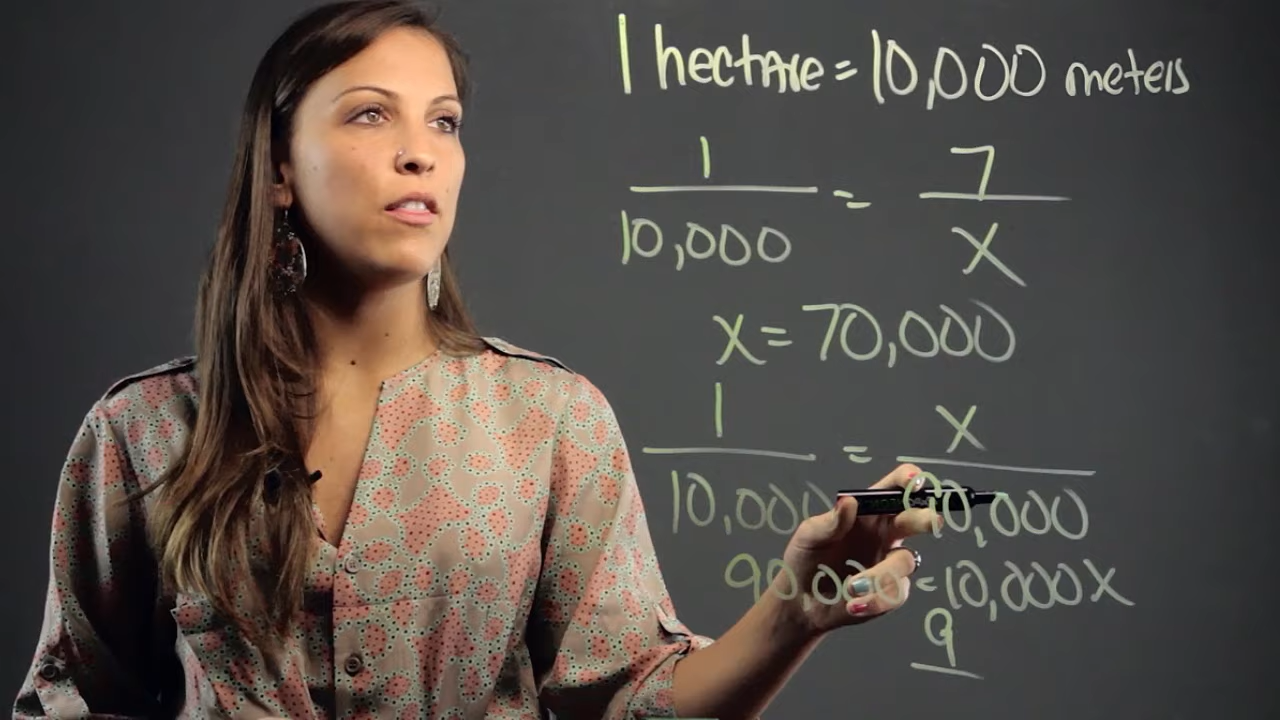 1 hectare = 10,000 meters
1 = 7
10,000 x
x = 70,000
1 = x
10,000 90,000
90,000 = 10,000x
9